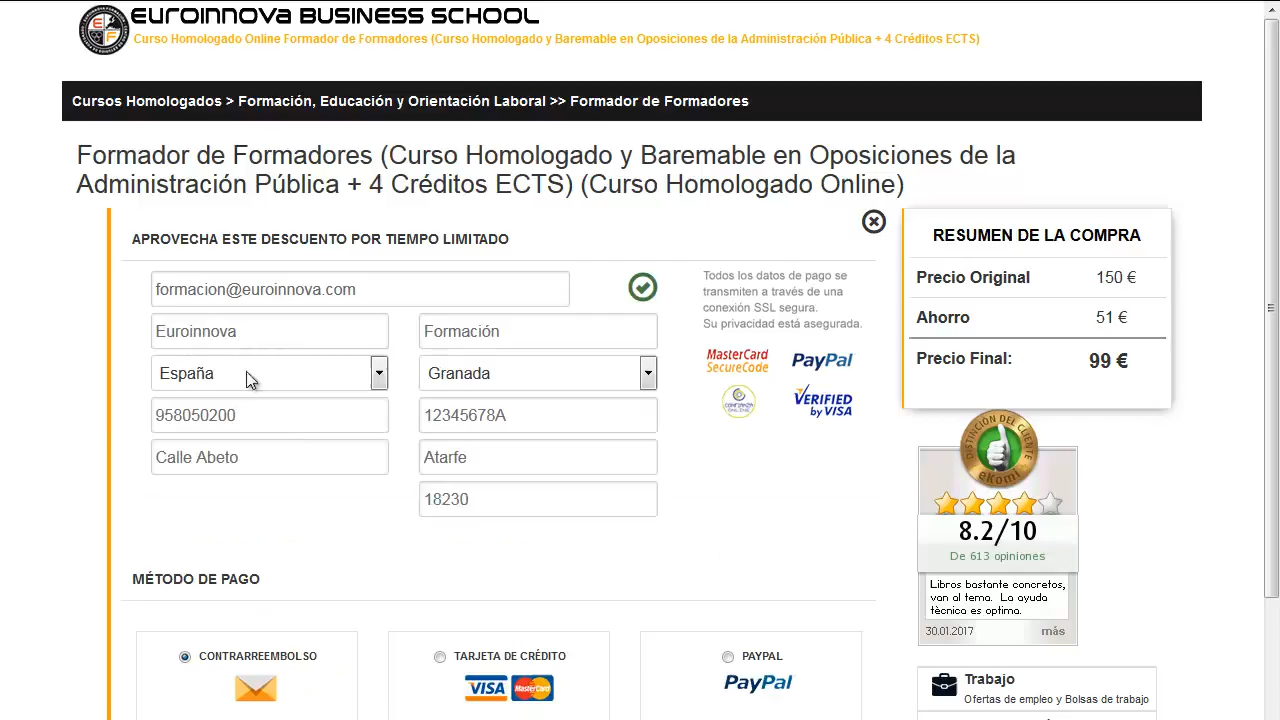 EUROINNOVA BUSINESS SCHOOL
Curso Homologado Online Formador de Formadores (Curso Homologado y Baremable en Oposiciones de la Administración Pública + 4 Créditos ECTS)
Cursos Homologados > Formación, Educación y Orientación Laboral >> Formador de Formadores
Formador de Formadores (Curso Homologado y Baremable en Oposiciones de la
Administración Pública + 4 Créditos ECTS) (Curso Homologado Online)
APROVECHA ESTE DESCUENTO POR TIEMPO LIMITADO
formacion@euroinnova.com
Euroinnova
Formación
España
Granada
958050200
12345678A
Calle Abeto
Atarfe
18230
Todos los datos de pago se
transmiten a través de una
conexión SSL segura.
Su privacidad está asegurada.
MasterCard
SecureCode
PayPal
CONFIANZA
ONLINE
VERIFIED
by VISA
RESUMEN DE LA COMPRA
Precio Original 150 €
Ahorro 51 €
Precio Final: 99 €
DISTINCIÓN DEL CLIENTE
eKomi
8.2/10
De 613 opiniones
Libros bastante concretos,
van al tema. La ayuda
tècnica es optima.
30.01.2017 más
Trabajo
Ofertas de empleo y Bolsas de trabajo
MÉTODO DE PAGO
CONTRARREEMBOLSO
TARJETA DE CRÉDITO
VISA MasterCard
PAYPAL
PayPal